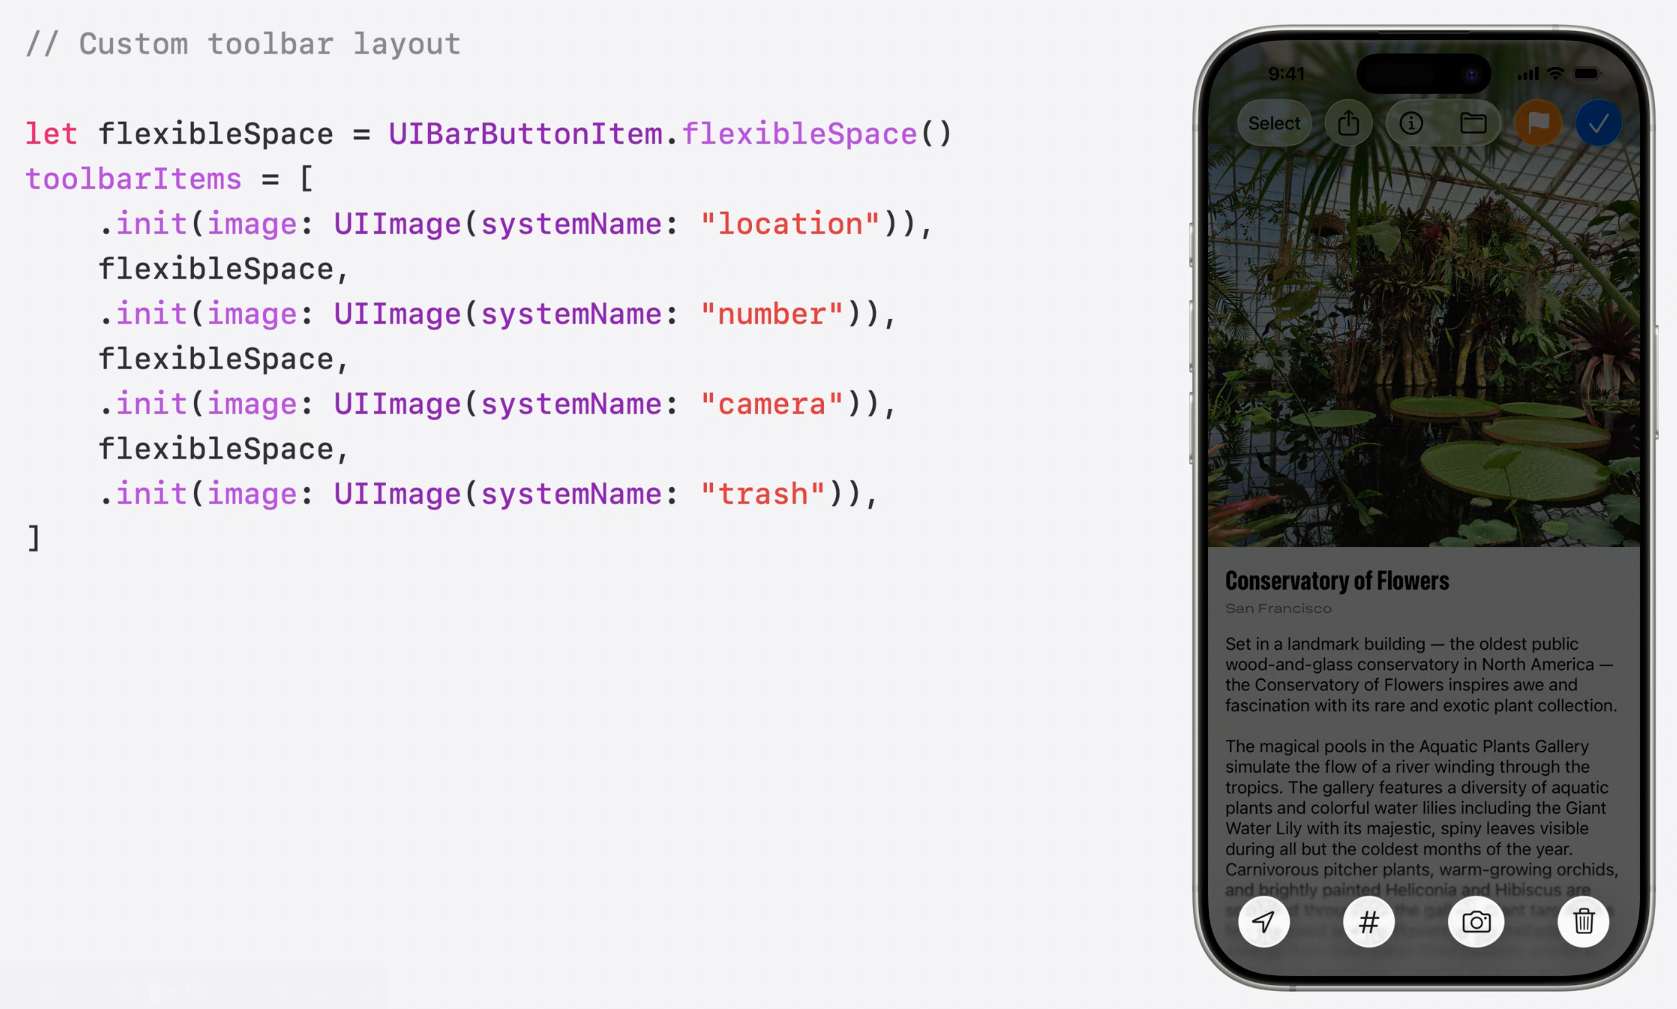 // Custom toolbar layout
let flexibleSpace = UIBarButtonItem.flexibleSpace()
toolbarItems = [
    .init(image: UIImage(systemName: "location")),
    flexibleSpace,
    .init(image: UIImage(systemName: "number")),
    flexibleSpace,
    .init(image: UIImage(systemName: "camera")),
    flexibleSpace,
    .init(image: UIImage(systemName: "trash")),
]
9:41
Select
Conservatory of Flowers
San Francisco
Set in a landmark building — the oldest public
wood-and-glass conservatory in North America —
the Conservatory of Flowers inspires awe and
fascination with its rare and exotic plant collection.
The magical pools in the Aquatic Plants Gallery
simulate the flow of a river winding through the
tropics. The gallery features a diversity of aquatic
plants and colorful water lilies including the Giant
Water Lily with its majestic, spiny leaves visible
during all but the coldest months of the year.
Carnivorous pitcher plants, warm-growing orchids,
and brightly painted Heliconia and Hibiscus are